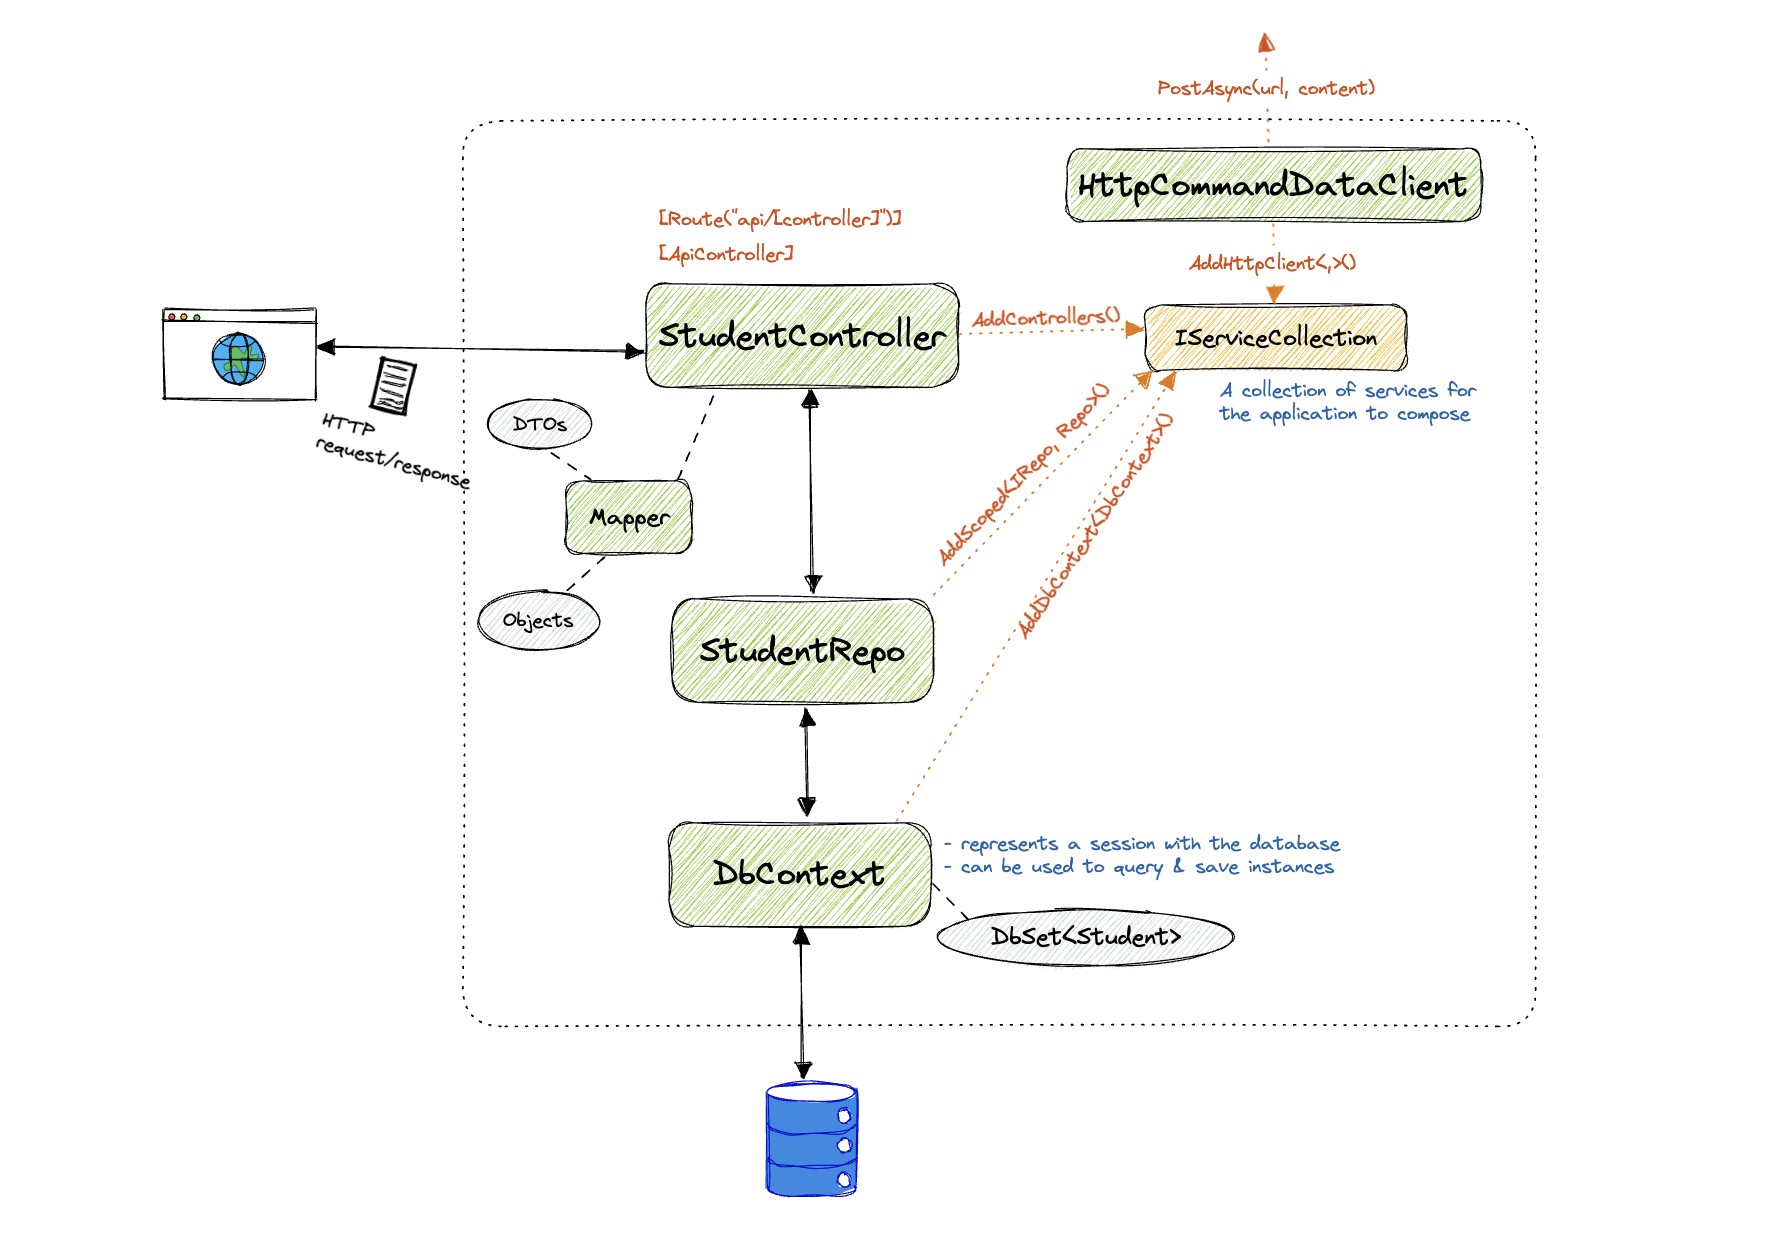 PostAsync(url, content)
HttpCommandDataClient
[Route("api/[controller]")]
[ApiController]
AddHttpClient<,>()
StudentController
AddControllers()
IServiceCollection
A collection of services for
the application to compose
HTTP
request/response
DTOs
Mapper
Objects
AddScoped<IRepo, Repo>()
AddDbContext<DbContext>()
StudentRepo
DbContext
- represents a session with the database
- can be used to query & save instances
DbSet<Student>